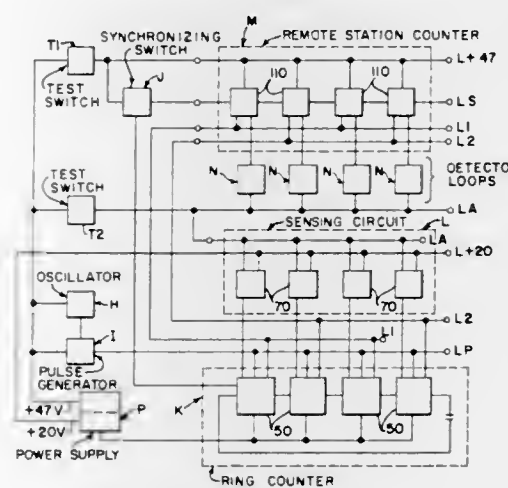 SYNCHRONIZING
SWITCH
M
REMOTE STATION COUNTER
T1
J
L+47
TEST
SWITCH
110
110
LS
L1
L2
N
N
N
N
DETECTOR
LOOPS
TEST
SWITCH
LA
T2
SENSING CIRCUIT
L
LA
L+20
OSCILLATOR
H
70
70
L2
I
L1
LP
PULSE
GENERATOR
K
+47V
P
50
50
+20V
POWER SUPPLY
RING COUNTER